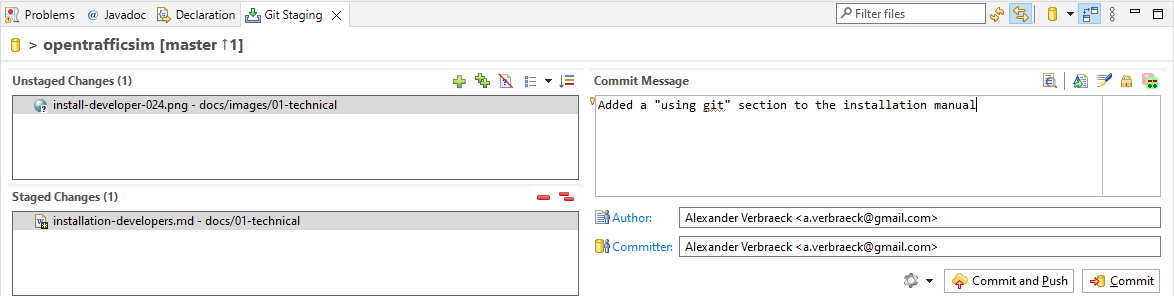 Problems @ Javadoc Declaration Git Staging
Filter files
> opentrafficsim [master ↑1]
Unstaged Changes (1)
install-developer-024.png - docs/images/01-technical
Staged Changes (1)
installation-developers.md - docs/01-technical
Commit Message
Added a "using git" section to the installation manual
Author: Alexander Verbraeck <a.verbraeck@gmail.com>
Committer: Alexander Verbraeck <a.verbraeck@gmail.com>
Commit and Push Commit